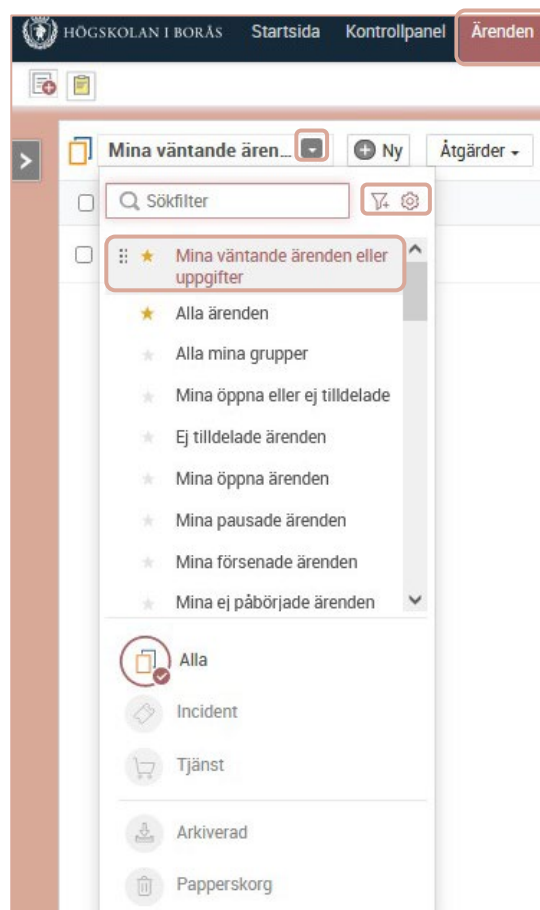 HÖGSKOLAN I BORÅS Startsida Kontrollpanel Ärenden
Mina väntande ären... Ny Åtgärder
Sökfilter
Mina väntande ärenden eller
uppgifter
Alla ärenden
Alla mina grupper
Mina öppna eller ej tilldelade
Ej tilldelade ärenden
Mina öppna ärenden
Mina pausade ärenden
Mina försenade ärenden
Mina ej påbörjade ärenden
Alla
Incident
Tjänst
Arkiverad
Papperskorg